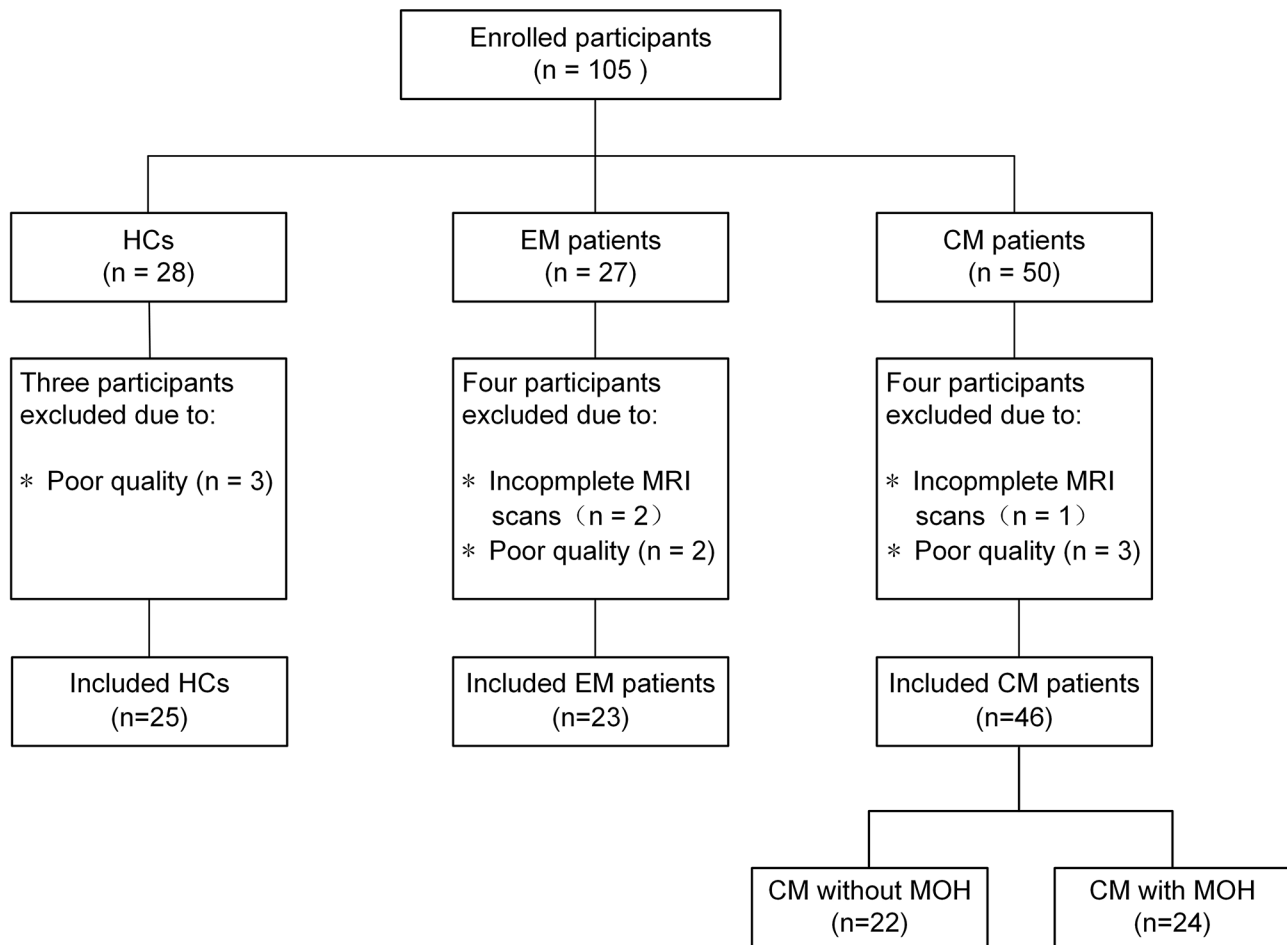 Enrolled participants
(n = 105 )
HCs
(n = 28)
EM patients
(n = 27)
CM patients
(n = 50)
Three participants
excluded due to:
* Poor quality (n = 3)
Four participants
excluded due to:
* Incopmplete MRI
scans（n = 2）
* Poor quality (n = 2)
Four participants
excluded due to:
* Incopmplete MRI
scans（n = 1）
* Poor quality (n = 3)
Included HCs
(n=25)
Included EM patients
(n=23)
Included CM patients
(n=46)
CM without MOH
(n=22)
CM with MOH
(n=24)